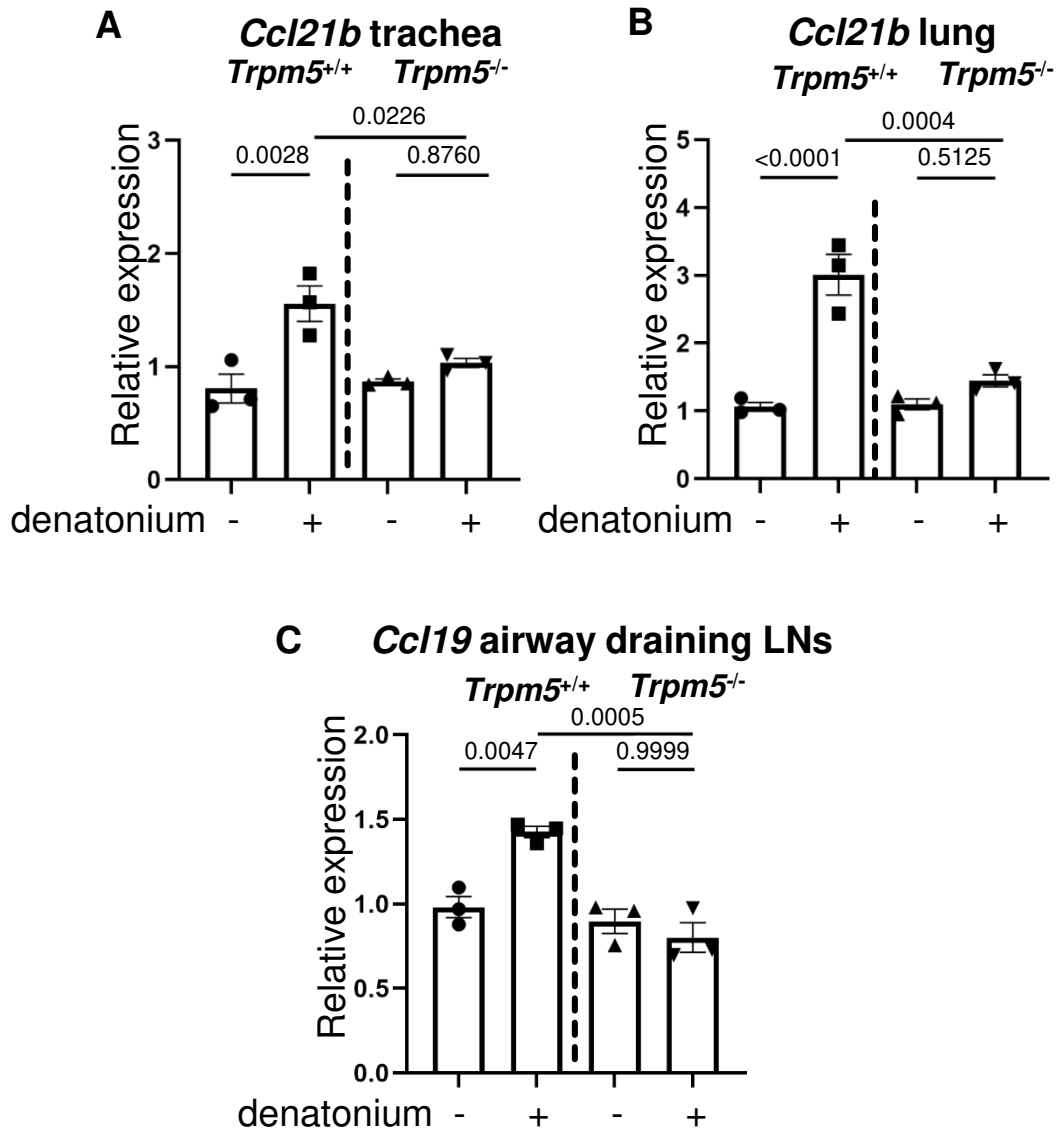 A
Ccl21b trachea
Trpm5+/+ Trpm5-/-
0.0226
0.0028 0.8760
3
2
1
0
Relative expression
denatonium - + - +
B
Ccl21b lung
Trpm5+/+ Trpm5-/-
0.0004
<0.0001 0.5125
5
4
3
2
1
0
Relative expression
denatonium - + - +
C Ccl19 airway draining LNs
Trpm5+/+ Trpm5-/-
0.0005
0.0047 0.9999
2.0
1.5
1.0
0.5
0.0
Relative expression
denatonium - + - +